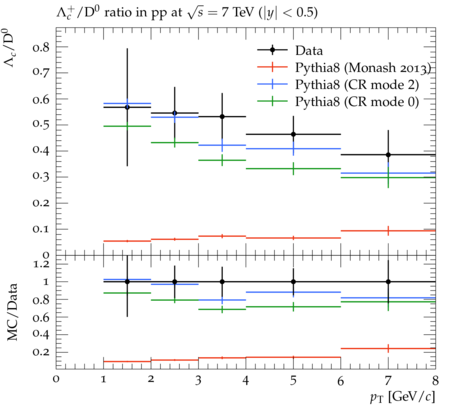 Λc+/D0 ratio in pp at √s = 7 TeV (|y| < 0.5)
Λc/D0
0.8
0.7
0.6
0.5
0.4
0.3
0.2
0.1
0
Data
Pythia8 (Monash 2013)
Pythia8 (CR mode 2)
Pythia8 (CR mode 0)
MC/Data
1.2
1
0.8
0.6
0.4
0.2
0 1 2 3 4 5 6 7 8
pT [GeV/c]